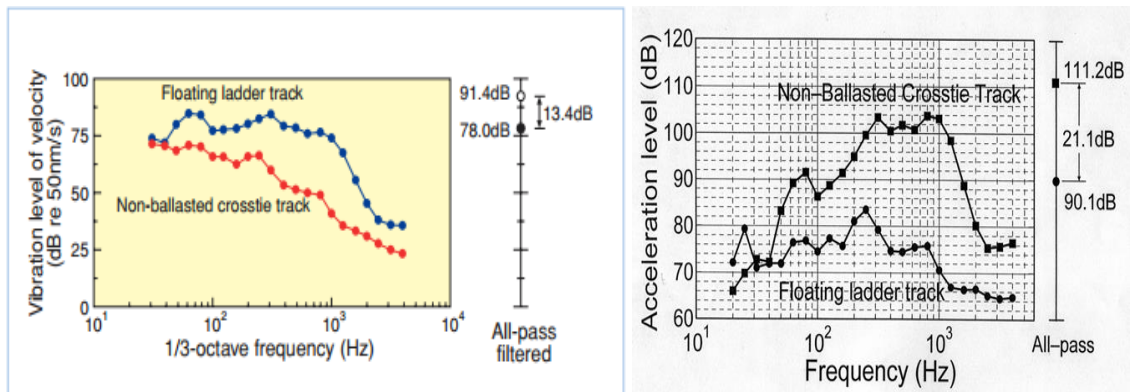 Vibration level of velocity
(dB re 50nm/s)
100
75
50
25
0
Floating ladder track
Non-ballasted crosstie track
10¹
10²
10³
10⁴
1/3-octave frequency (Hz)
91.4dB
78.0dB
13.4dB
All-pass
filtered
Acceleration level (dB)
120
110
100
90
80
70
60
Non–Ballasted Crosstie Track
Floating ladder track
10¹
10²
10³
Frequency (Hz)
111.2dB
21.1dB
90.1dB
All–pass